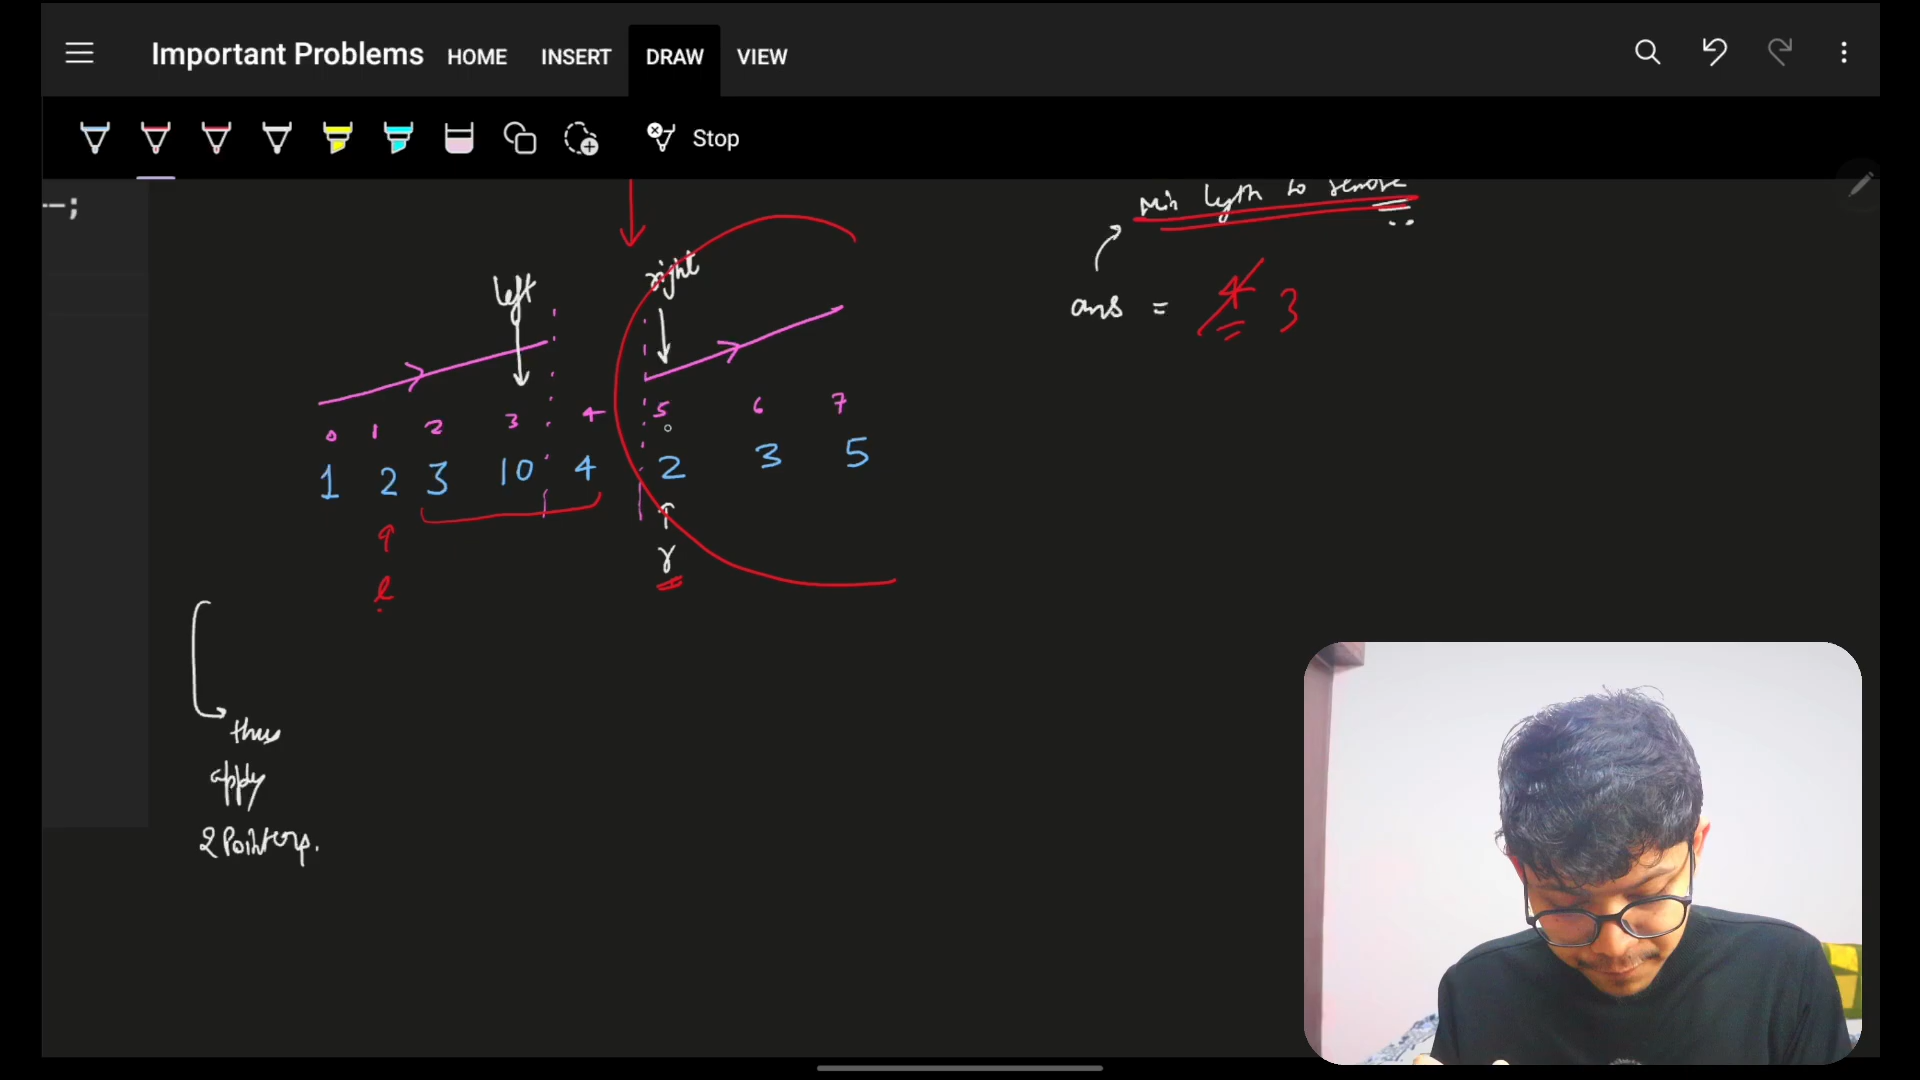 Important Problems HOME INSERT DRAW VIEW
Stop
--;
min lgth to remove
left
right
ans = 4 3
0 1 2 3 4 5 6 7
1 2 3 10 4 2 3 5
l
r
thus
apply
2 Pointers.